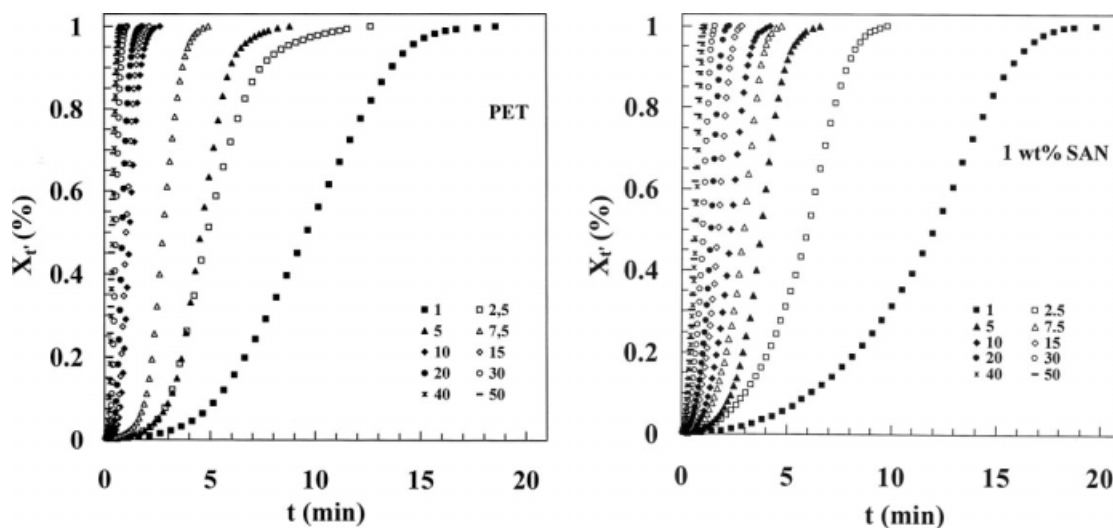 1
0.8
0.6
0.4
0.2
0
X_t' (%)
PET
■ 1 □ 2,5
▲ 5 △ 7,5
◆ 10 ◇ 15
● 20 ○ 30
✱ 40 – 50
0 5 10 15 20
t (min)
1
0.8
0.6
0.4
0.2
0
X_t' (%)
1 wt% SAN
■ 1 □ 2.5
▲ 5 △ 7.5
◆ 10 ◇ 15
● 20 ○ 30
✱ 40 – 50
0 5 10 15 20
t (min)